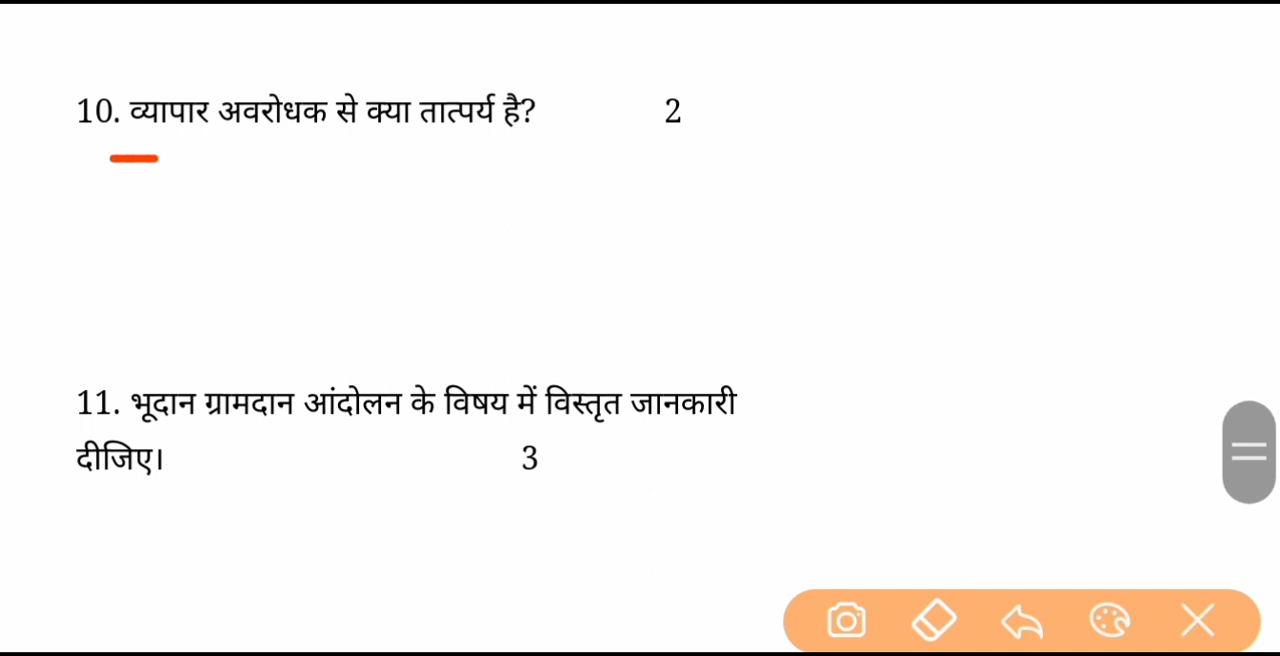 10. व्यापार अवरोधक से क्या तात्पर्य है? 2
11. भूदान ग्रामदान आंदोलन के विषय में विस्तृत जानकारी
दीजिए। 3